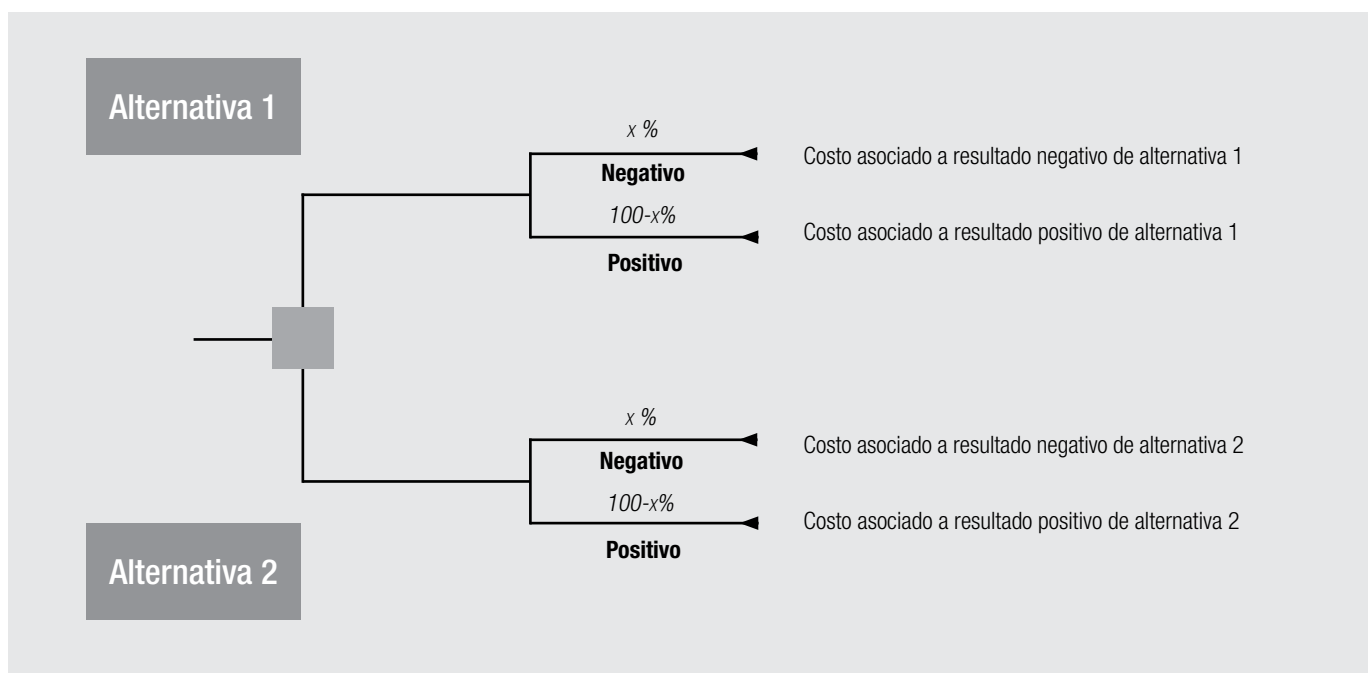 Alternativa 1
x %
Negativo
Costo asociado a resultado negativo de alternativa 1
100-x%
Positivo
Costo asociado a resultado positivo de alternativa 1
x %
Negativo
Costo asociado a resultado negativo de alternativa 2
100-x%
Positivo
Costo asociado a resultado positivo de alternativa 2
Alternativa 2